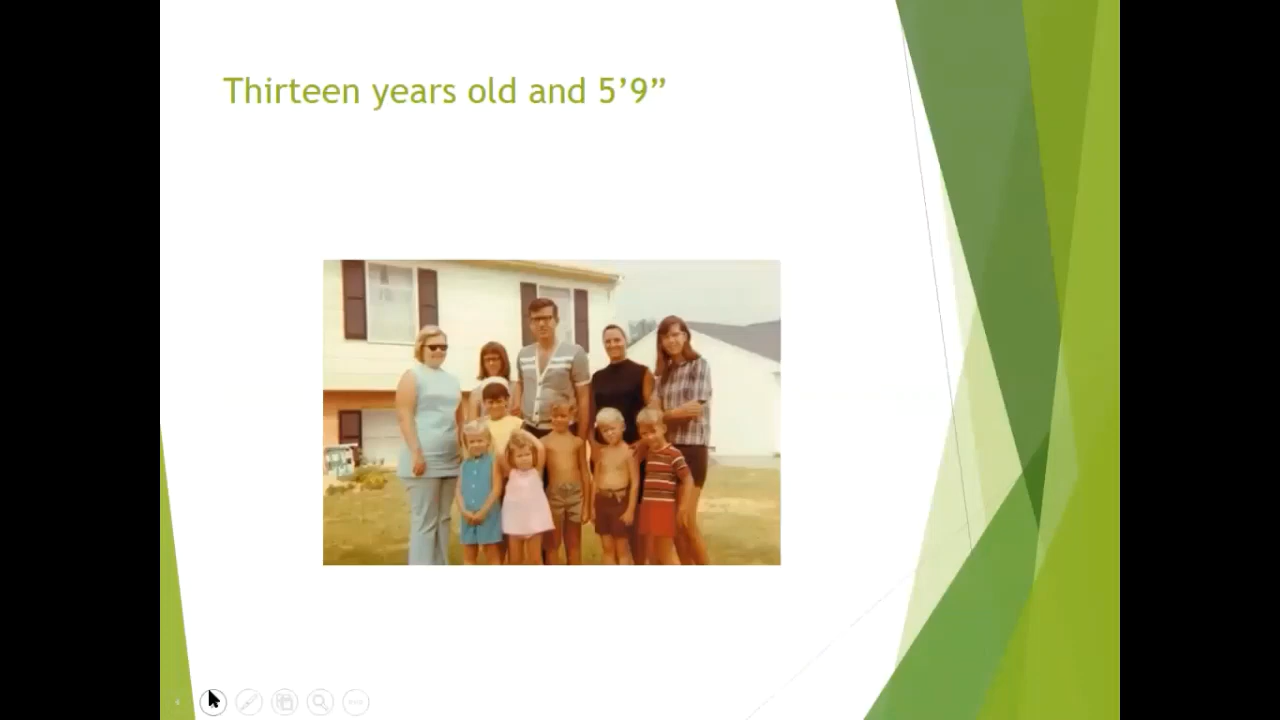 Thirteen years old and 5’9”